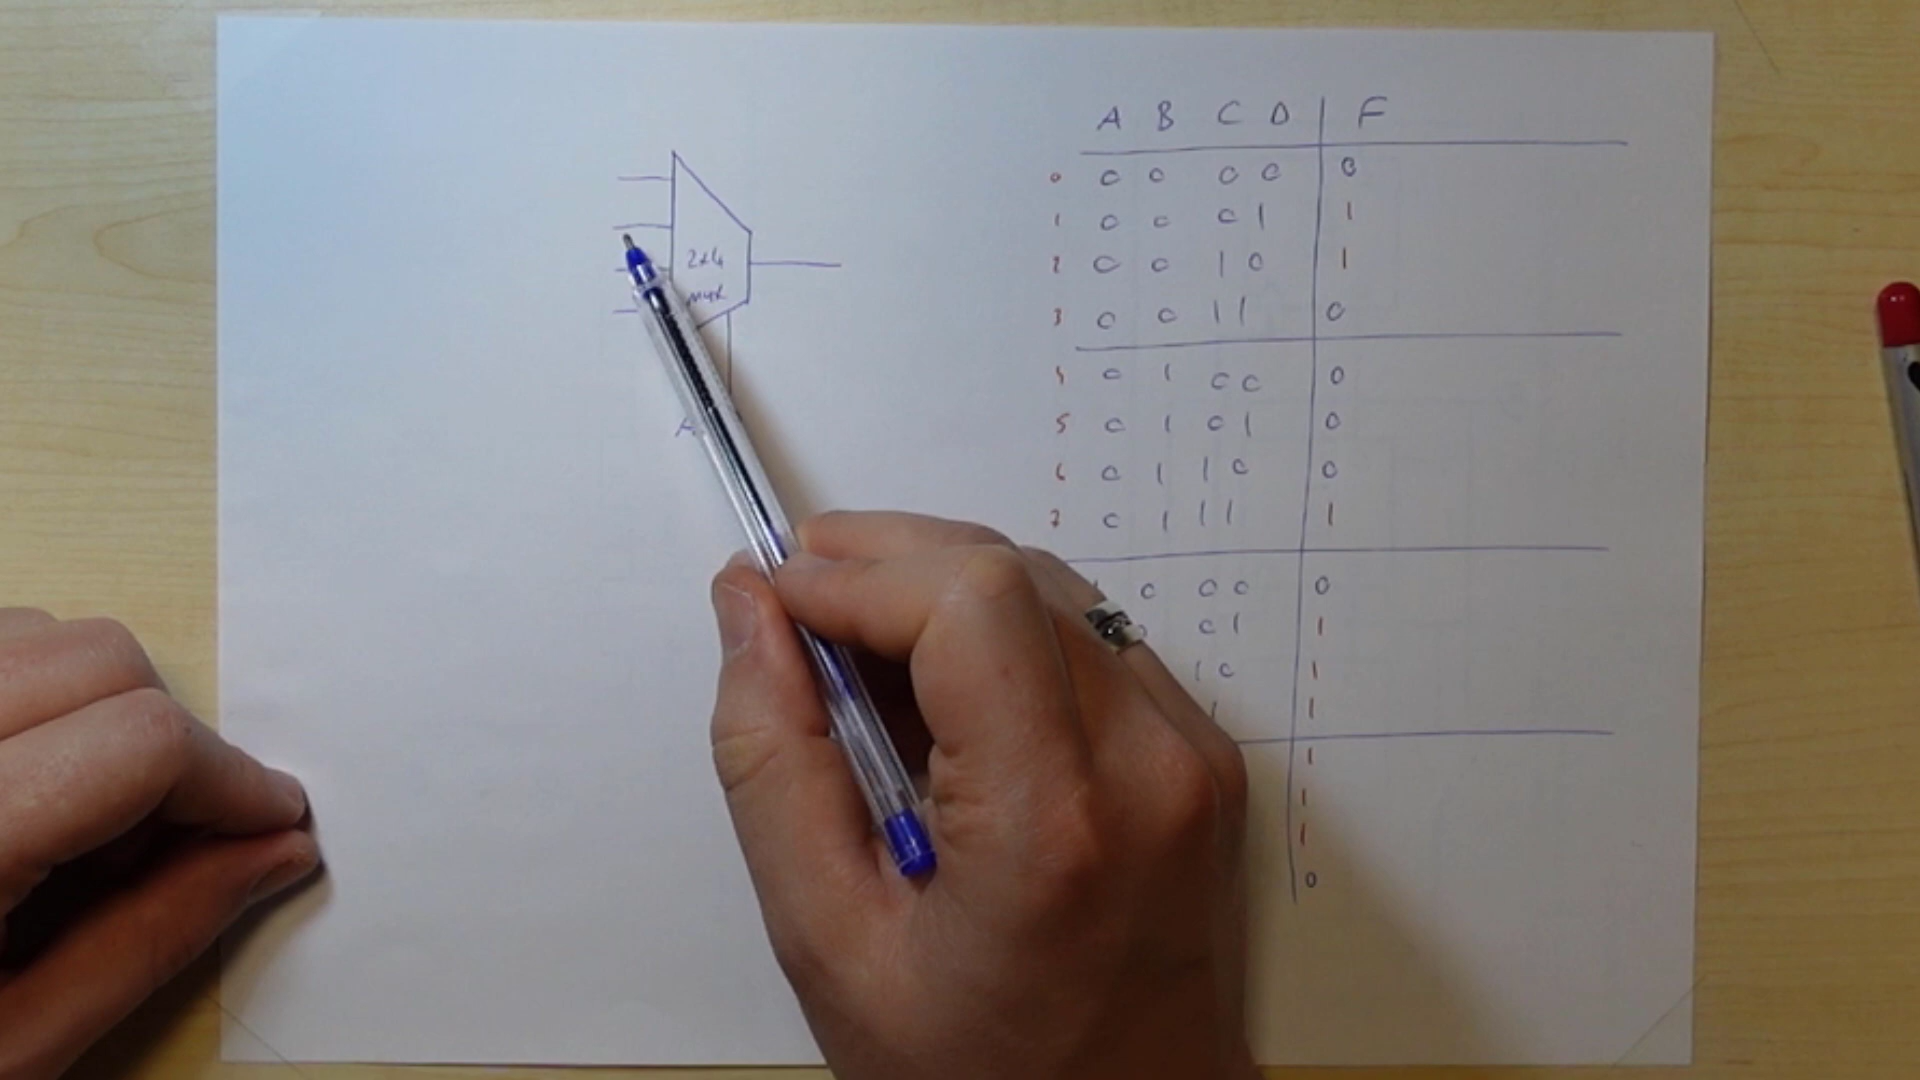 2x4
mux
A
A B C D F
0 0 0 0 0 0
1 0 0 0 1 1
2 0 0 1 0 1
3 0 0 1 1 0
4 0 1 0 0 0
5 0 1 0 1 0
6 0 1 1 0 0
7 0 1 1 1 1
0 0 0 0
0 1 1
1 0 1
1 1
1
1
1
0